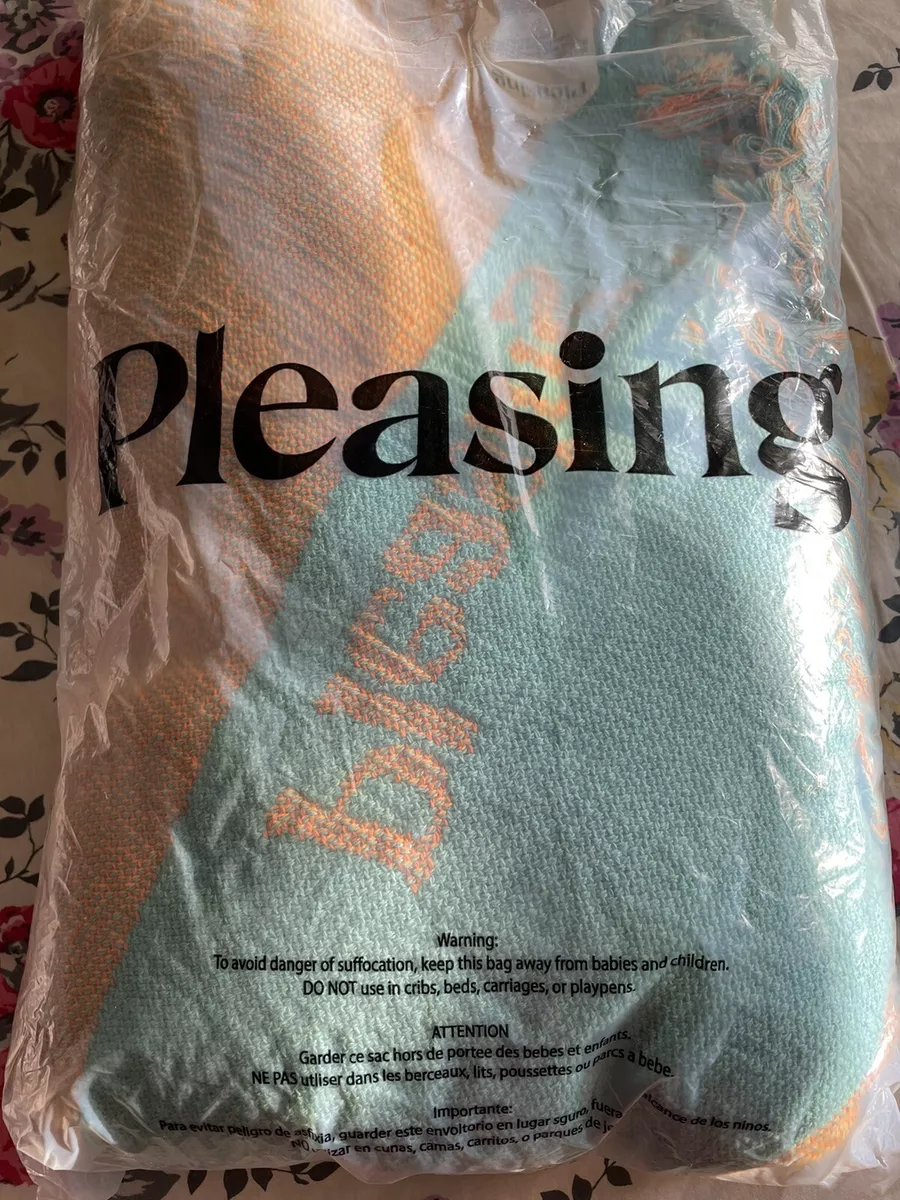 Pleasing
pleasing
Warning:
To avoid danger of suffocation, keep this bag away from babies and children.
DO NOT use in cribs, beds, carriages, or playpens.
ATTENTION
Garder ce sac hors de portee des bebes et enfants.
NE PAS utliser dans les berceaux, lits, poussettes ou parcs a bebe.
Importante:
Para evitar peligro de asfixia, guarder este envoltorio en lugar sguro, fuera alcance de los ninos.
NO en cunas, camas, carritos, o parques de